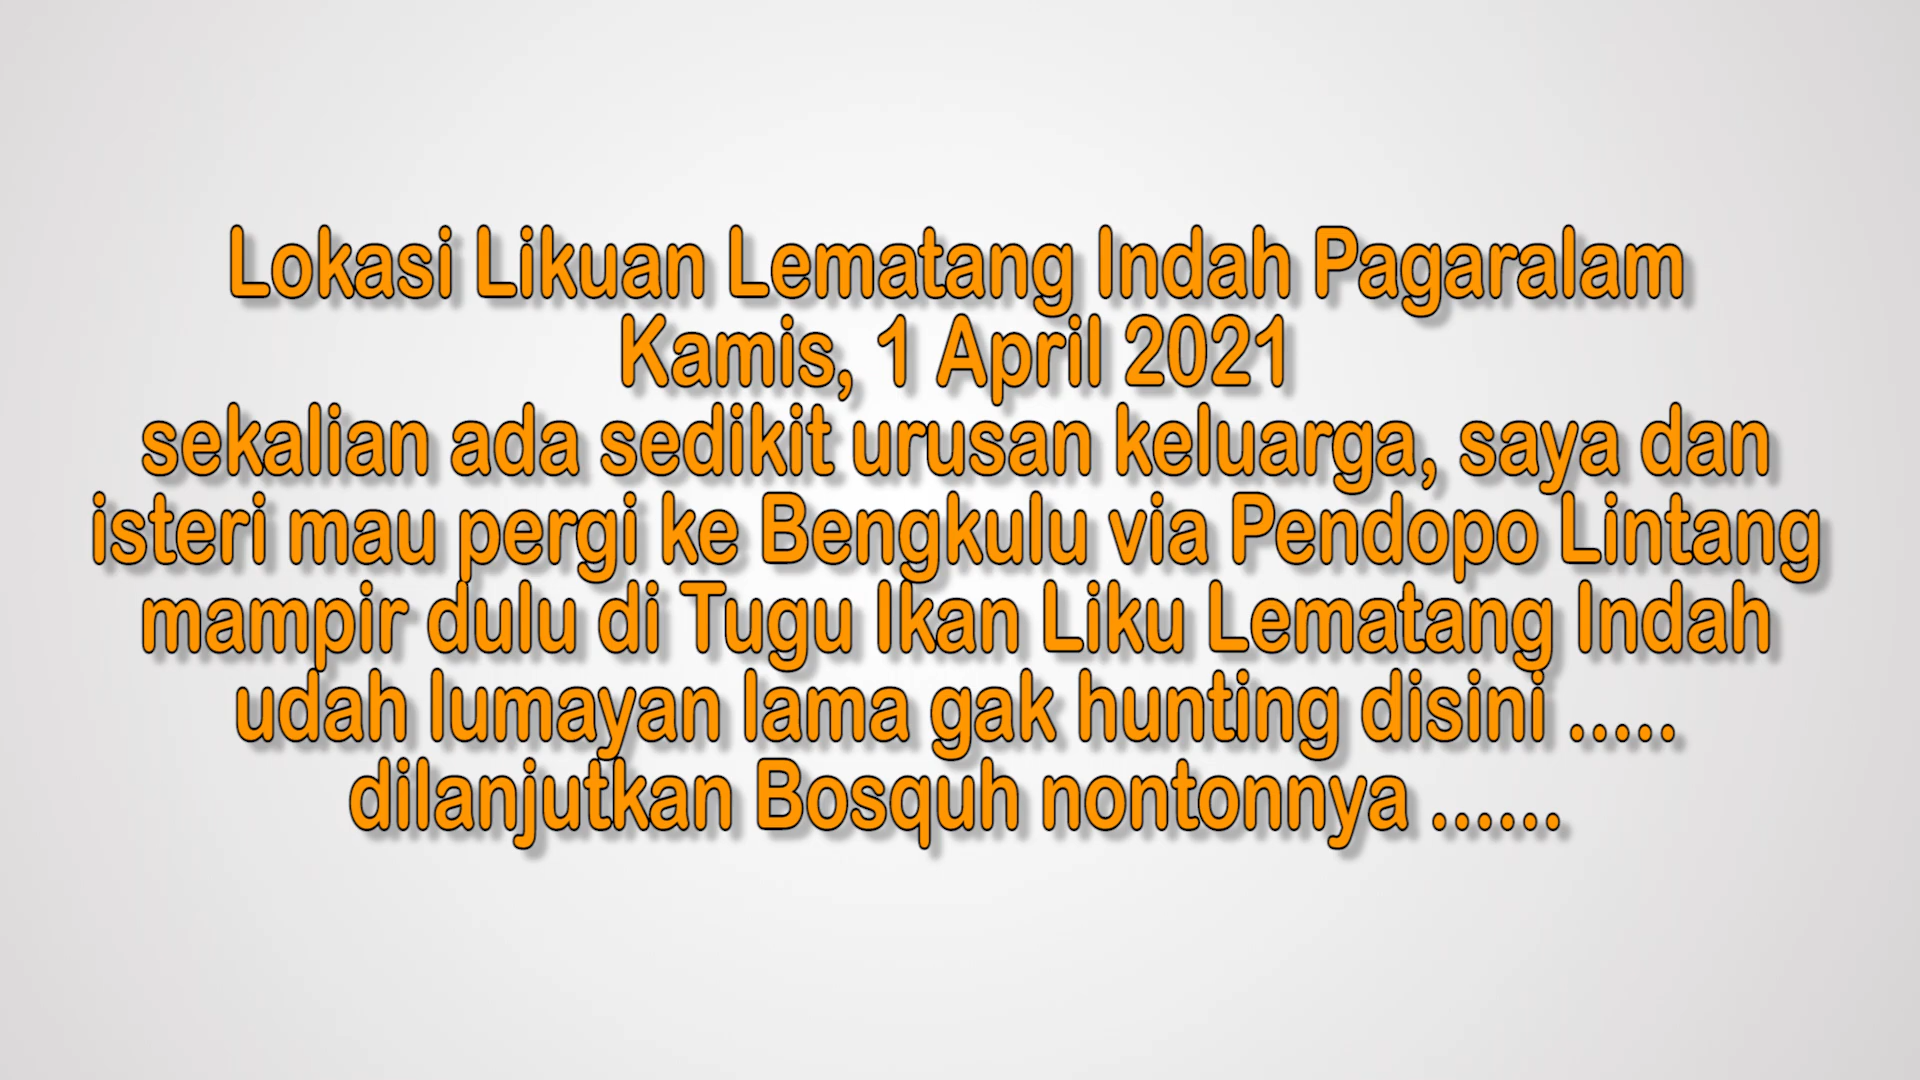 Lokasi Likuan Lematang Indah Pagaralam
Kamis, 1 April 2021
sekalian ada sedikit urusan keluarga, saya dan
isteri mau pergi ke Bengkulu via Pendopo Lintang
mampir dulu di Tugu Ikan Liku Lematang Indah
udah lumayan lama gak hunting disini .....
dilanjutkan Bosquh nontonnya ......